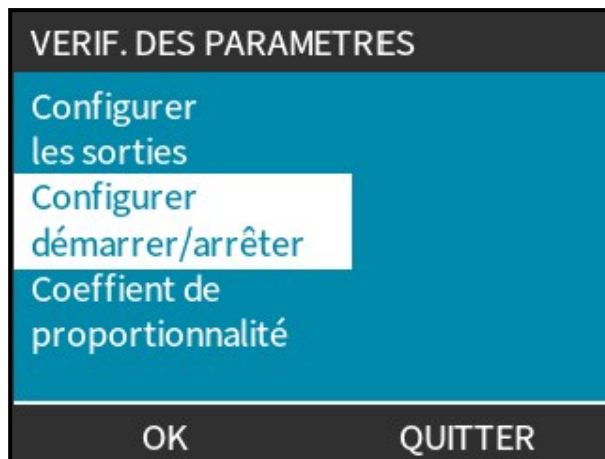 VERIF. DES PARAMETRES
Configurer
les sorties
Configurer
démarrer/arrêter
Coeffient de
proportionnalité
OK QUITTER